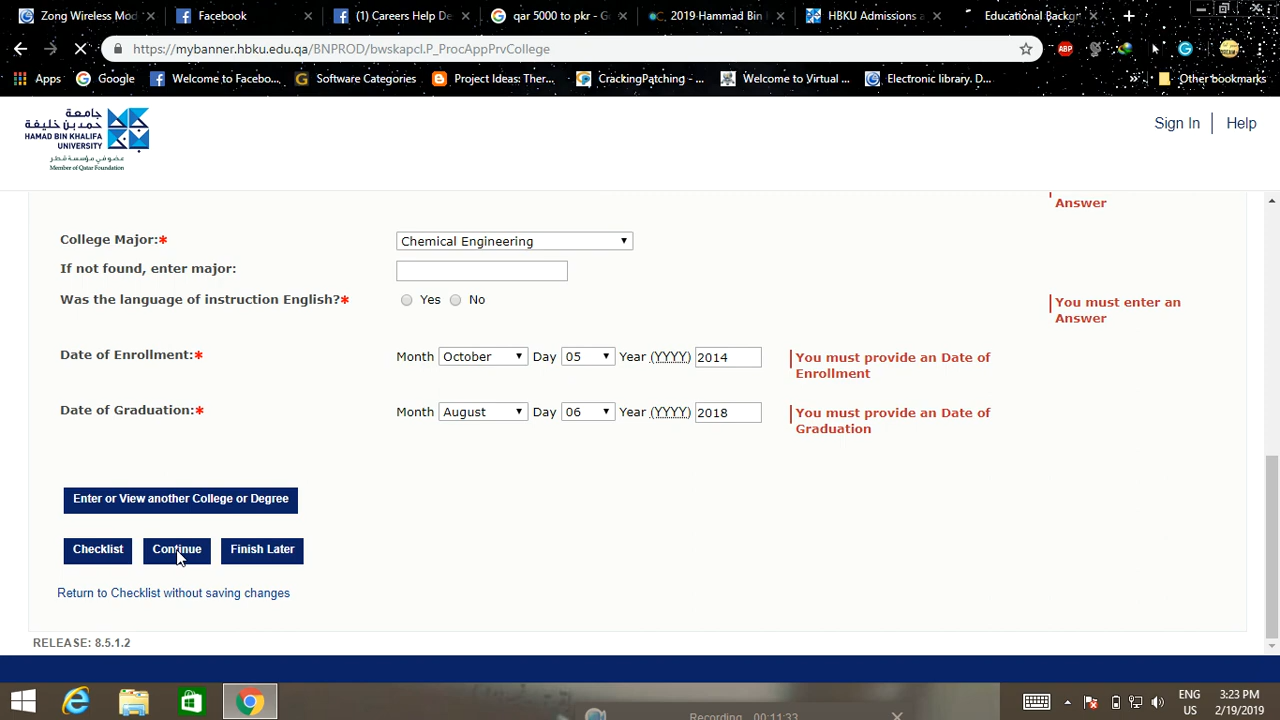 Zong Wireless Modem
Facebook
(1) Careers Help De
qar 5000 to pkr - G
2019 Hammad Bin
HBKU Admissions a
Educational Backgr
https://mybanner.hbku.edu.qa/BNPROD/bwskapcl.P_ProcAppPrvCollege
ABP
Apps
Google
Welcome to Facebo...
Software Categories
Project Ideas: Ther...
CrackingPatching - ...
Welcome to Virtual ...
Electronic library. D...
Other bookmarks
جامعة
حمد بن خليفة
HAMAD BIN KHALIFA
UNIVERSITY
عضو في مؤسسة قطر
Member of Qatar Foundation
Sign In
Help
Answer
College Major:*
Chemical Engineering
If not found, enter major:
Was the language of instruction English?*
Yes No
You must enter an
Answer
Date of Enrollment:*
Month October Day 05 Year (YYYY) 2014
You must provide an Date of
Enrollment
Date of Graduation:*
Month August Day 06 Year (YYYY) 2018
You must provide an Date of
Graduation
Enter or View another College or Degree
Checklist
Continue
Finish Later
Return to Checklist without saving changes
RELEASE: 8.5.1.2
ENG
US
3:23 PM
2/19/2019
Recording 00:11:33